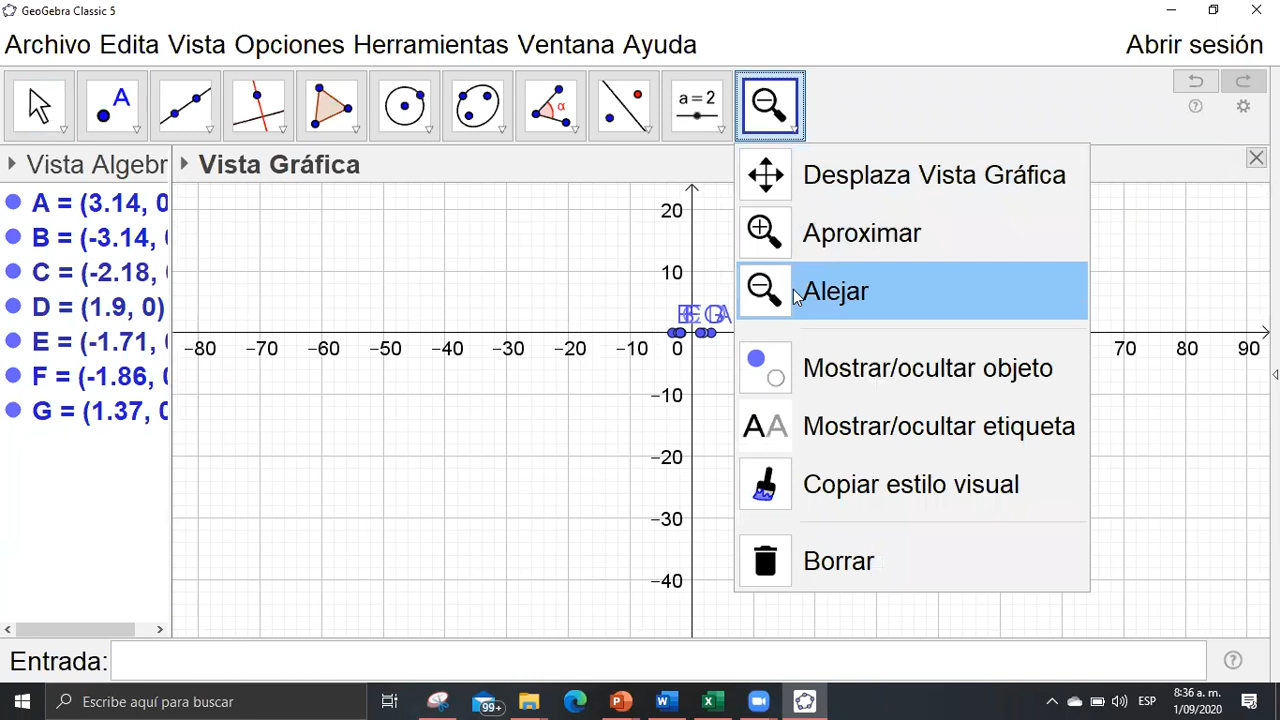 GeoGebra Classic 5
Archivo Edita Vista Opciones Herramientas Ventana Ayuda
Abrir sesión
A
α
a=2
Vista Algebr
Vista Gráfica
A = (3.14, 0
B = (-3.14,
C = (-2.18,
D = (1.9, 0)
E = (-1.71,
F = (-1.86,
G = (1.37, 0
Desplaza Vista Gráfica
Aproximar
Alejar
Mostrar/ocultar objeto
AA Mostrar/ocultar etiqueta
Copiar estilo visual
Borrar
20
10
−80 −70 −60 −50 −40 −30 −20 −10 0 70 80 90
−10
−20
−30
−40
Entrada:
Escribe aquí para buscar
99+
ESP
8:36 a. m.
1/09/2020